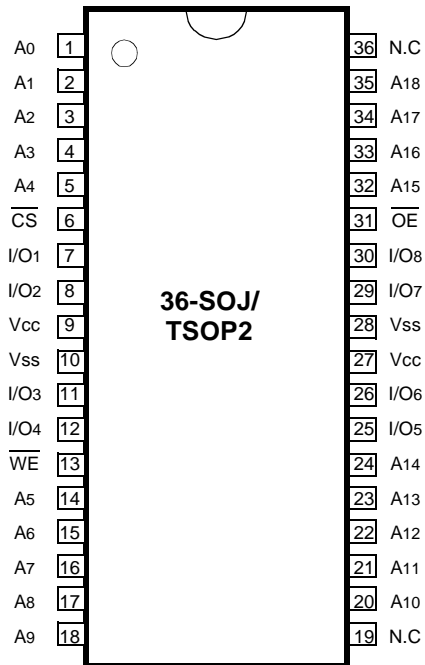 A0 1 36 N.C
A1 2 35 A18
A2 3 34 A17
A3 4 33 A16
A4 5 32 A15
CS 6 31 OE
I/O1 7 30 I/O8
I/O2 8 29 I/O7
Vcc 9 28 Vss
Vss 10 27 Vcc
I/O3 11 26 I/O6
I/O4 12 25 I/O5
WE 13 24 A14
A5 14 23 A13
A6 15 22 A12
A7 16 21 A11
A8 17 20 A10
A9 18 19 N.C
36-SOJ/
TSOP2